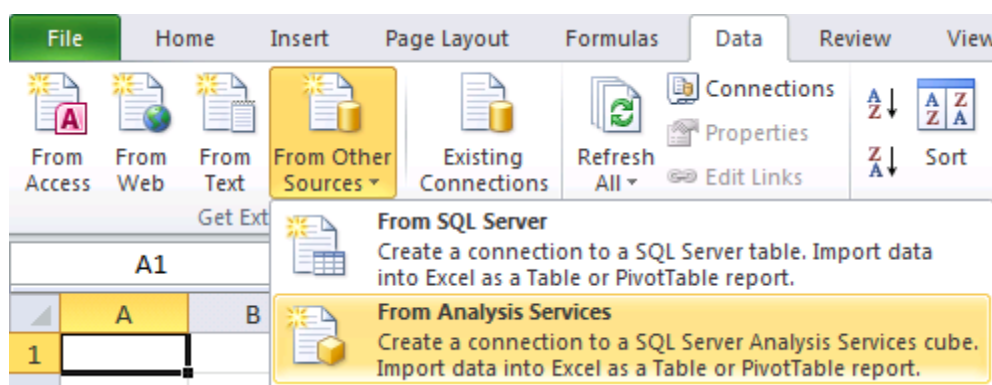 File Home Insert Page Layout Formulas Data Review View
Connections
Properties
Edit Links
From Access
From Web
From Text
From Other Sources
Existing Connections
Refresh All
Sort
Get Ext
A1
From SQL Server
Create a connection to a SQL Server table. Import data
into Excel as a Table or PivotTable report.
From Analysis Services
Create a connection to a SQL Server Analysis Services cube.
Import data into Excel as a Table or PivotTable report.
A B
1